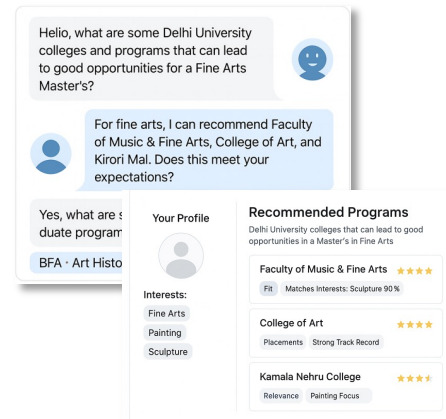 Helio, what are some Delhi University
colleges and programs that can lead
to good opportunities for a Fine Arts
Master's?
For fine arts, I can recommend Faculty
of Music & Fine Arts, College of Art, and
Kirori Mal. Does this meet your
expectations?
Yes, what are
duate program
BFA · Art Histo
Your Profile
Interests:
Fine Arts
Painting
Sculpture
Recommended Programs
Delhi University colleges that can lead to good
opportunities in a Master's in Fine Arts
Faculty of Music & Fine Arts
Fit Matches Interests: Sculpture 90%
College of Art
Placements Strong Track Record
Kamala Nehru College
Relevance Painting Focus